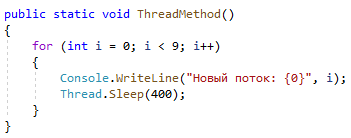 public static void ThreadMethod()
{
    for (int i = 0; i < 9; i++)
    {
        Console.WriteLine("Новый поток: {0}", i);
        Thread.Sleep(400);
    }
}